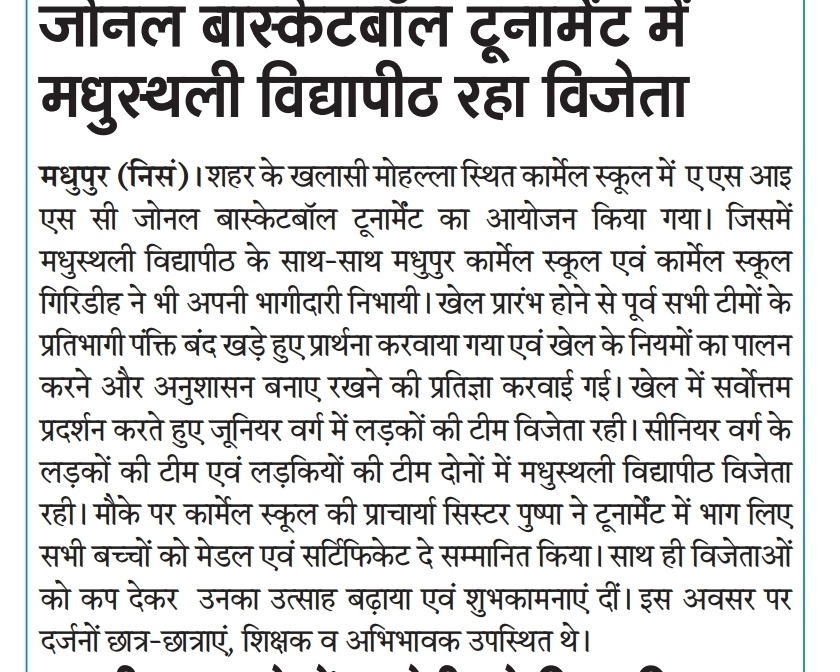 जोनल बास्केटबॉल टूनामेंट में
मधुस्थली विद्यापीठ रहा विजेता
मधुपुर (निसं)। शहर के खलासी मोहल्ला स्थित कार्मेल स्कूल में ए एस आइ
एस सी जोनल बास्केटबॉल टूनार्मेंट का आयोजन किया गया। जिसमें
मधुस्थली विद्यापीठ के साथ-साथ मधुपुर कार्मेल स्कूल एवं कार्मेल स्कूल
गिरिडीह ने भी अपनी भागीदारी निभायी। खेल प्रारंभ होने से पूर्व सभी टीमों के
प्रतिभागी पंक्ति बंद खड़े हुए प्रार्थना करवाया गया एवं खेल के नियमों का पालन
करने और अनुशासन बनाए रखने की प्रतिज्ञा करवाई गई। खेल में सर्वोत्तम
प्रदर्शन करते हुए जूनियर वर्ग में लड़कों की टीम विजेता रही। सीनियर वर्ग के
लड़कों की टीम एवं लड़कियों की टीम दोनों में मधुस्थली विद्यापीठ विजेता
रही। मौके पर कार्मेल स्कूल की प्राचार्या सिस्टर पुष्पा ने टूनार्मेंट में भाग लिए
सभी बच्चों को मेडल एवं सर्टिफिकेट दे सम्मानित किया। साथ ही विजेताओं
को कप देकर उनका उत्साह बढ़ाया एवं शुभकामनाएं दीं। इस अवसर पर
दर्जनों छात्र-छात्राएं, शिक्षक व अभिभावक उपस्थित थे।